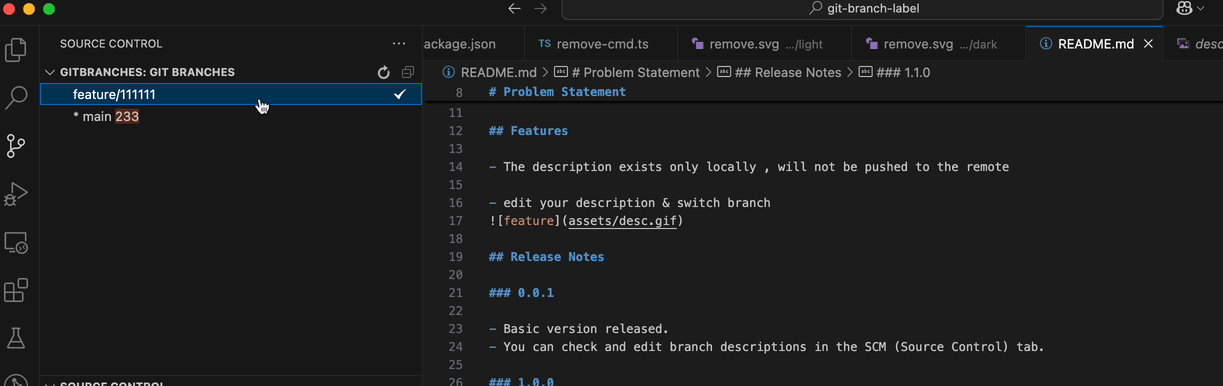 git-branch-label
SOURCE CONTROL
GITBRANCHES: GIT BRANCHES
feature/111111
* main 233
SOURCE CONTROL
ackage.json
TS remove-cmd.ts
remove.svg .../light
remove.svg .../dark
README.md
desc
README.md > # Problem Statement > ## Release Notes > ### 1.1.0
8 # Problem Statement
11
12 ## Features
13
14 - The description exists only locally , will not be pushed to the remote
15
16 - edit your description & switch branch
17 ![feature](assets/desc.gif)
18
19 ## Release Notes
20
21 ### 0.0.1
22
23 - Basic version released.
24 - You can check and edit branch descriptions in the SCM (Source Control) tab.
25
26 ### 1.0.0